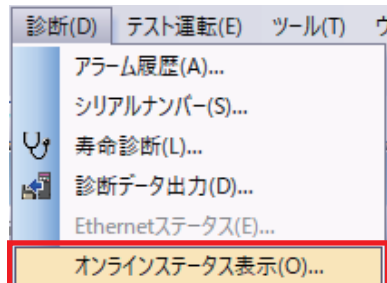 診断(D) テスト運転(E) ツール(T)
アラーム履歴(A)...
シリアルナンバー(S)...
寿命診断(L)...
診断データ出力(D)...
Ethernetステータス(E)...
オンラインステータス表示(O)...